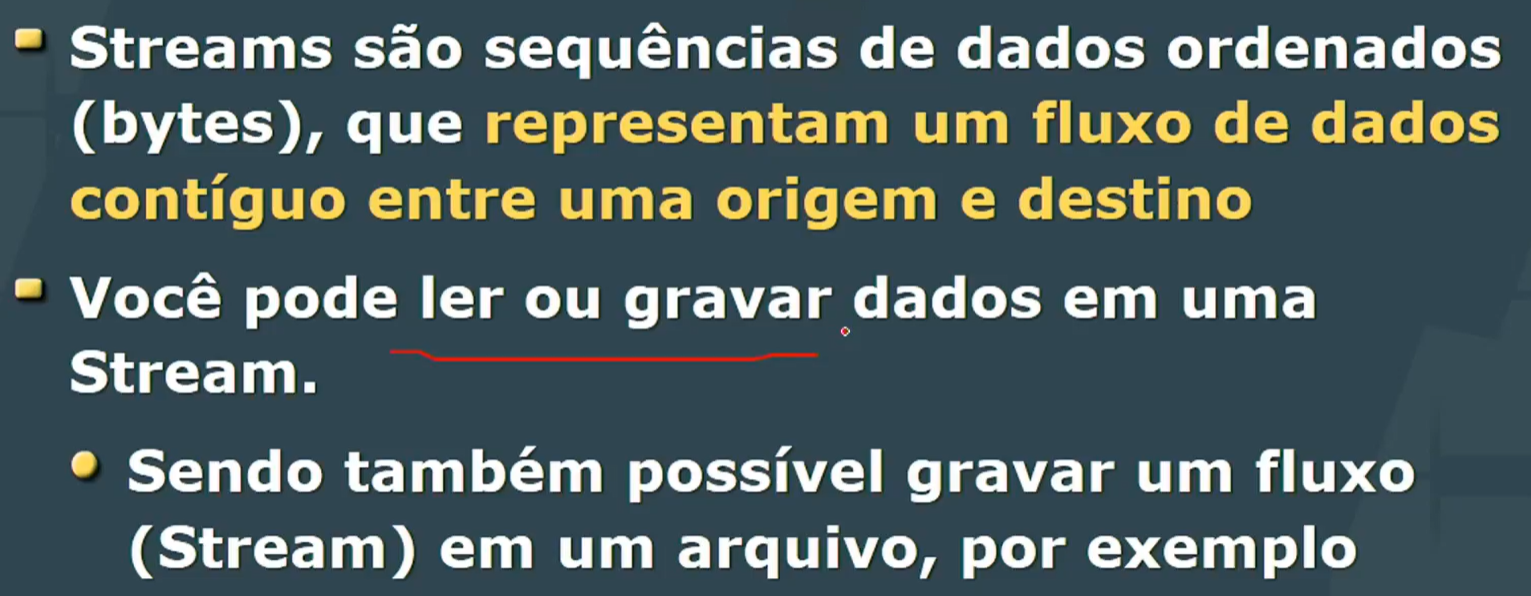 Streams são sequências de dados ordenados
(bytes), que representam um fluxo de dados
contíguo entre uma origem e destino
Você pode ler ou gravar dados em uma
Stream.
Sendo também possível gravar um fluxo
(Stream) em um arquivo, por exemplo